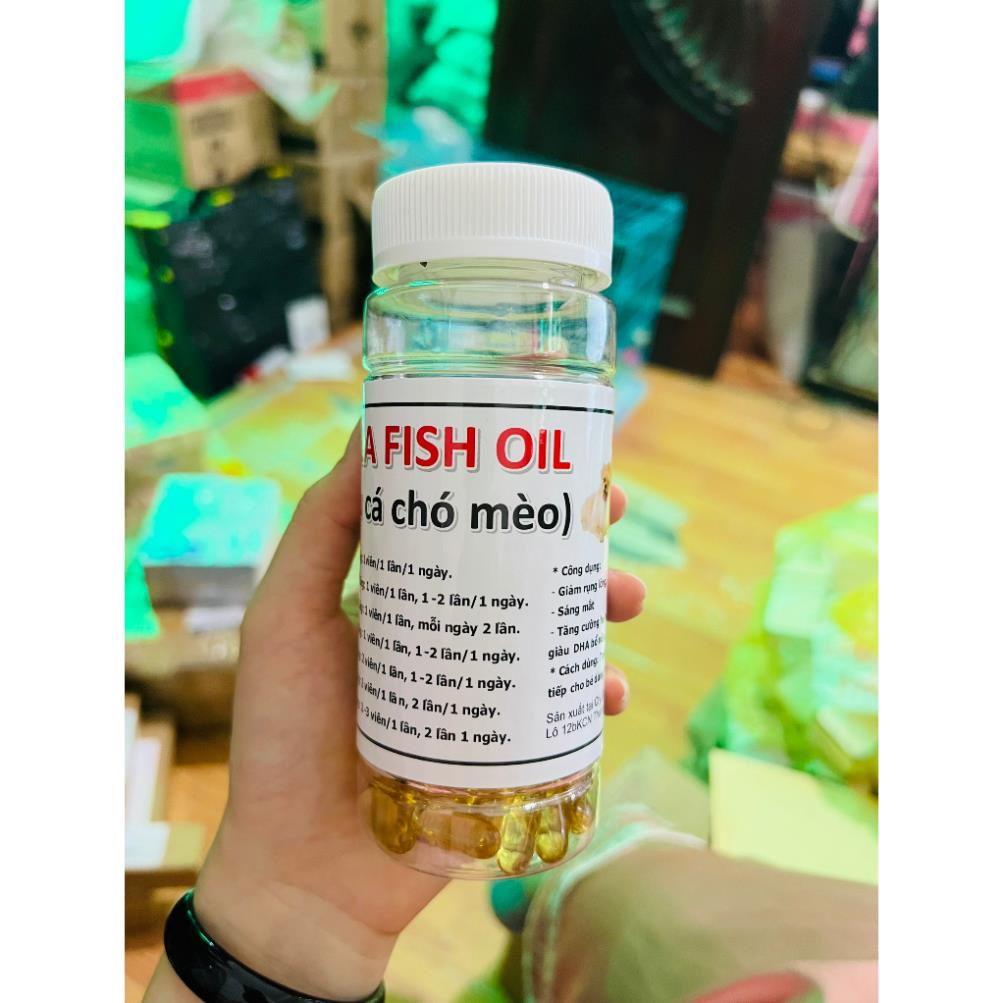 A FISH OIL
cá chó mèo)
1 viên/1 lần/1 ngày.
1 viên/1 lần, 1-2 lần/1 ngày.
1 viên/1 lần, mỗi ngày 2 lần.
1 viên/1 lần, 1-2 lần/1 ngày.
2 viên/1 lần, 1-2 lần/1 ngày.
viên/1 lần, 2 lần/1 ngày.
2-3 viên/1 lần, 2 lần 1 ngày.
* Công dụng:
- Giảm rụng
- Sáng mắt
- Tăng cường
giàu DHA bổ
* Cách dùng:
tiếp cho bé
Sản xuất tại
Lô 12bKCN